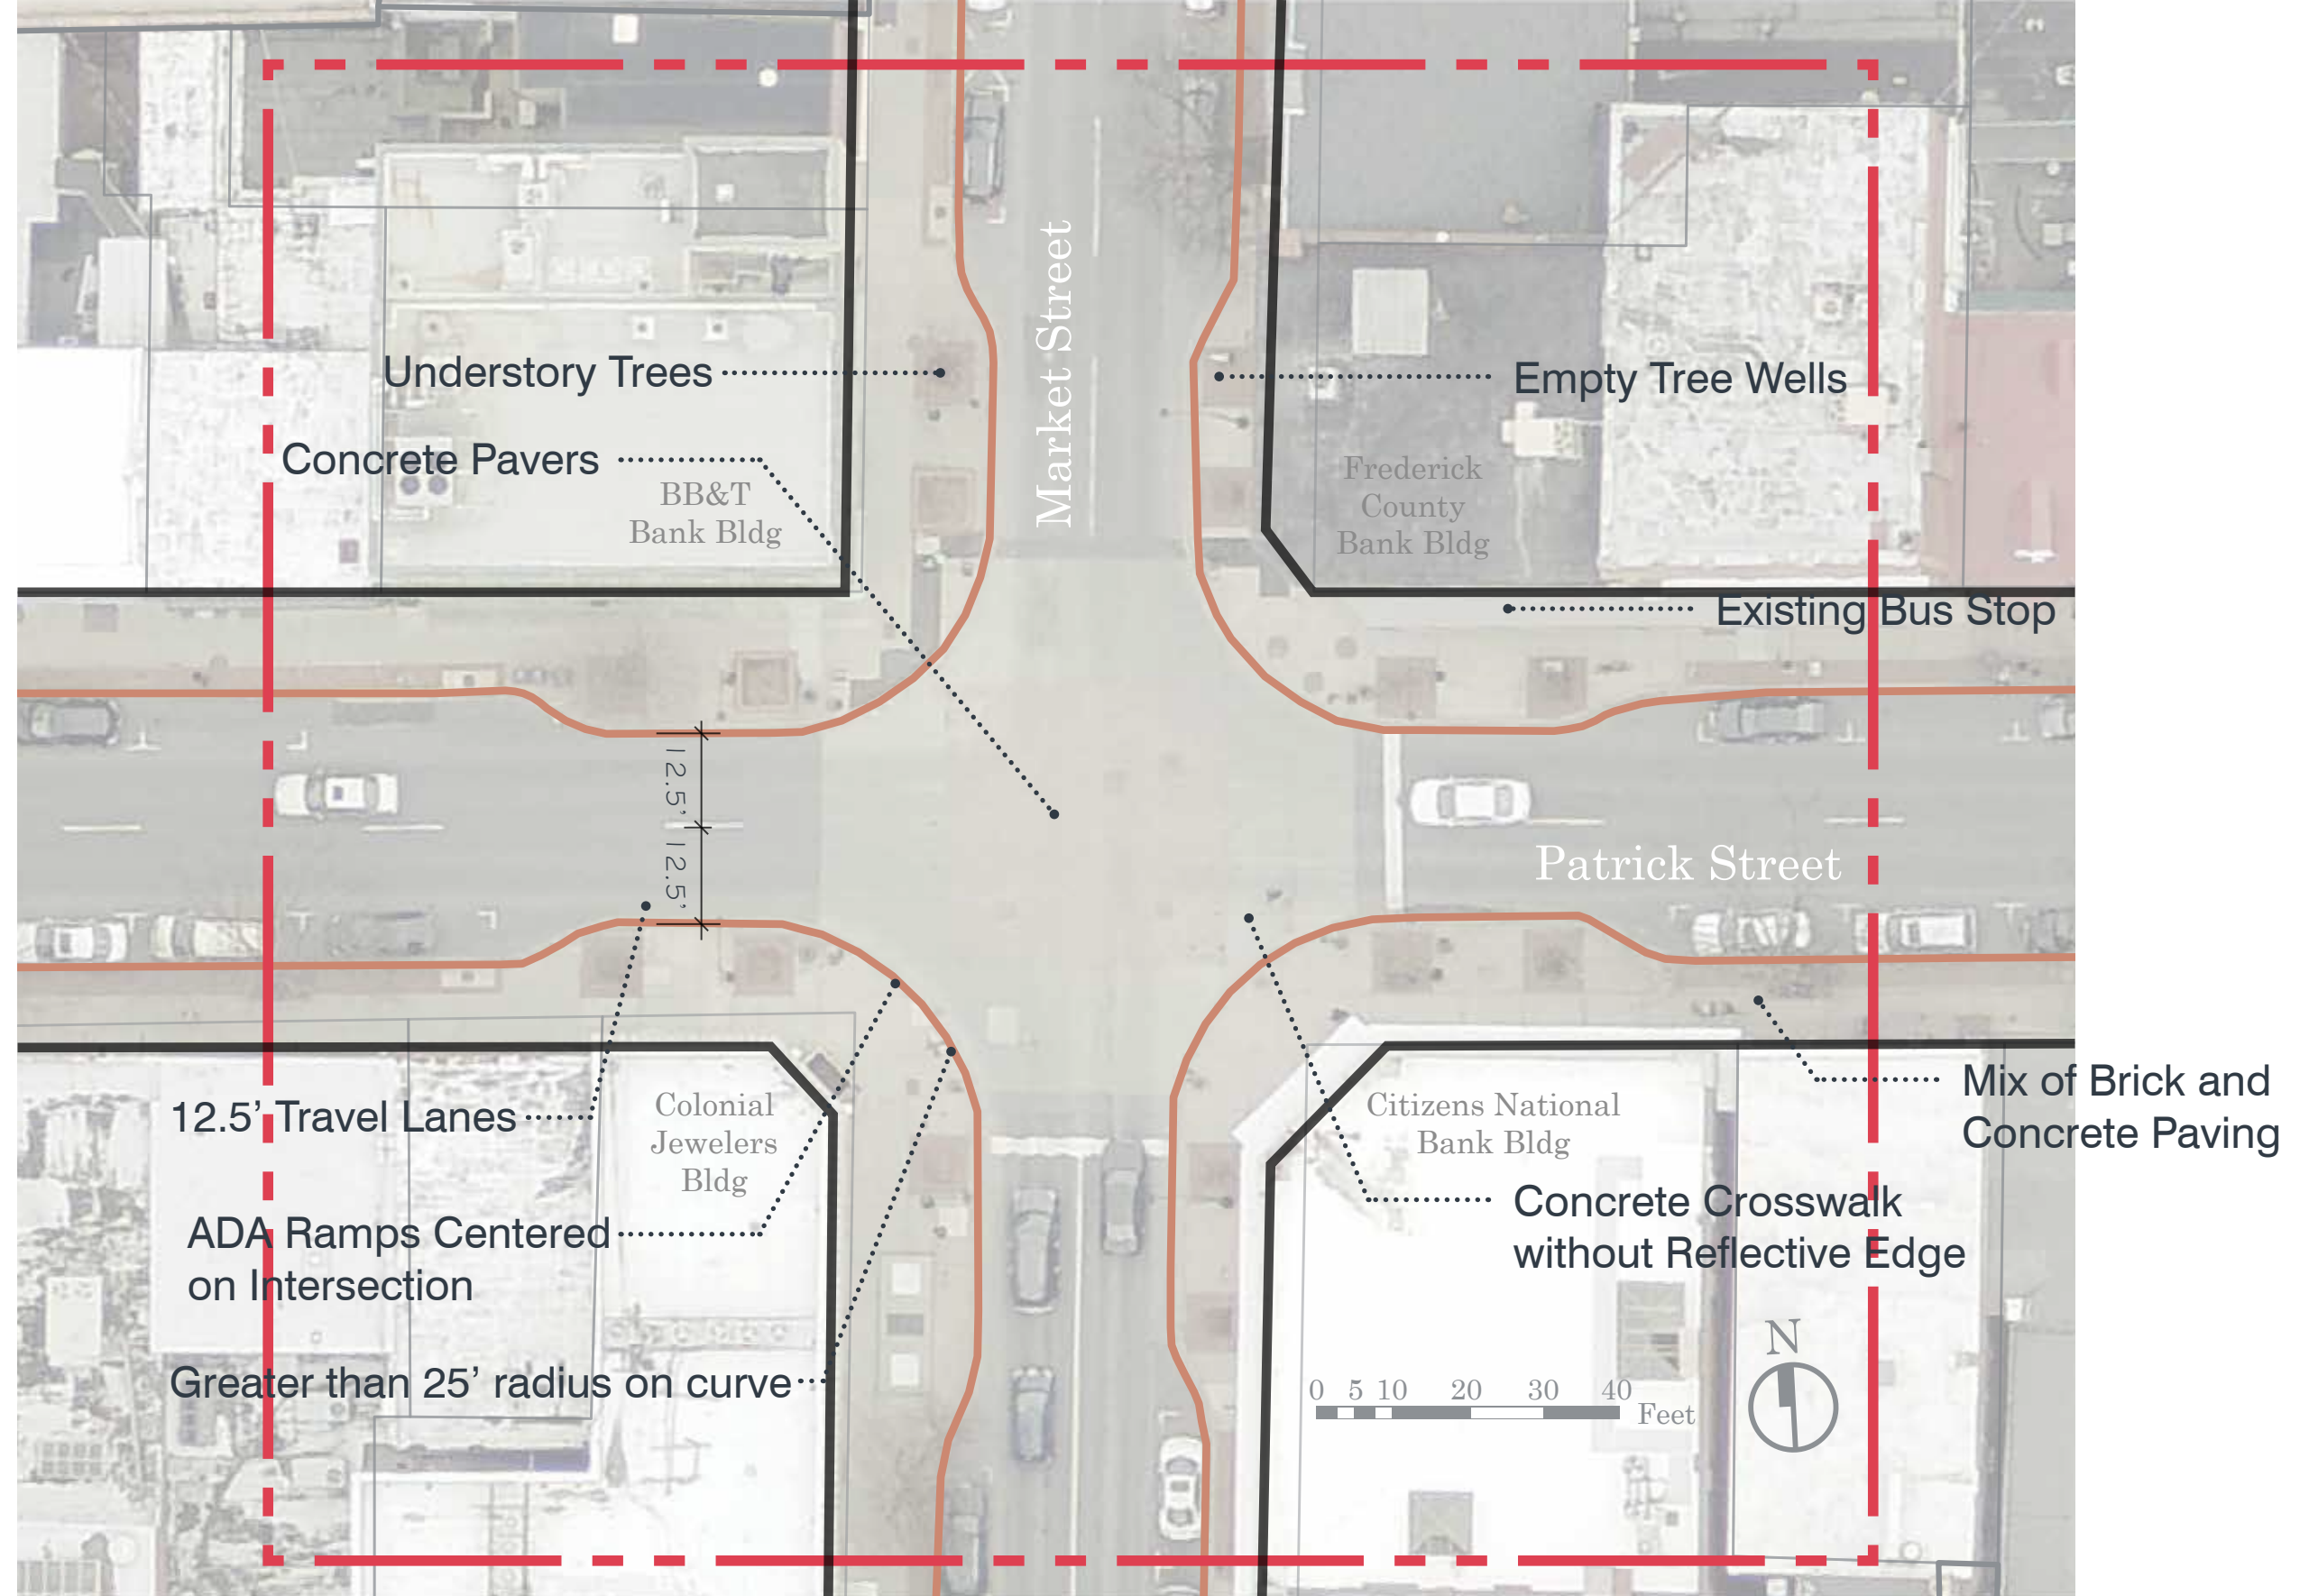 Understory Trees
Market Street
Empty Tree Wells
Concrete Pavers
BB&T
Bank Bldg
Frederick
County
Bank Bldg
Existing Bus Stop
12.5'
12.5'
Patrick Street
12.5’ Travel Lanes
Colonial
Jewelers
Bldg
Citizens National
Bank Bldg
Mix of Brick and
Concrete Paving
ADA Ramps Centered
on Intersection
Concrete Crosswalk
without Reflective Edge
Greater than 25’ radius on curve
N
0 5 10 20 30 40
Feet